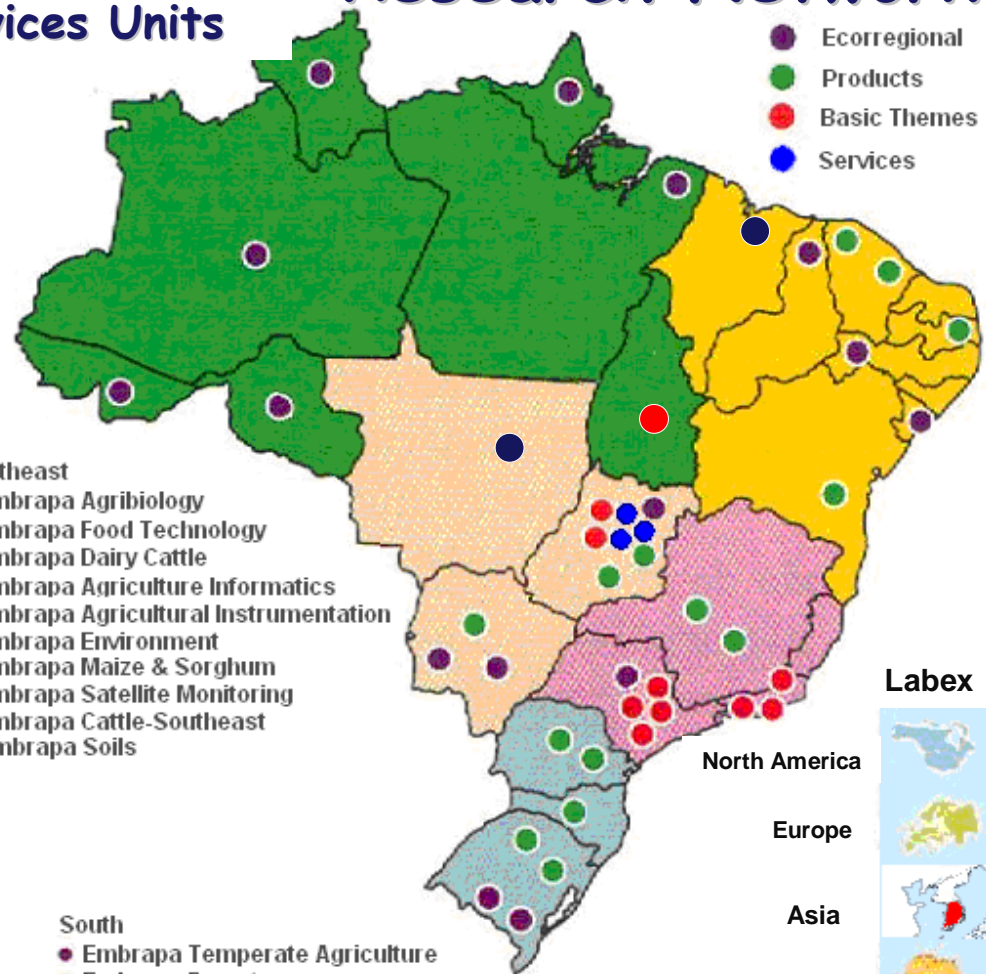 vices Units
Ecorregional
Products
Basic Themes
Services
theast
mbrapa Agribiology
mbrapa Food Technology
mbrapa Dairy Cattle
mbrapa Agriculture Informatics
mbrapa Agricultural Instrumentation
mbrapa Environment
mbrapa Maize & Sorghum
mbrapa Satellite Monitoring
mbrapa Cattle-Southeast
mbrapa Soils
Labex
North America
Europe
Asia
South
Embrapa Temperate Agriculture